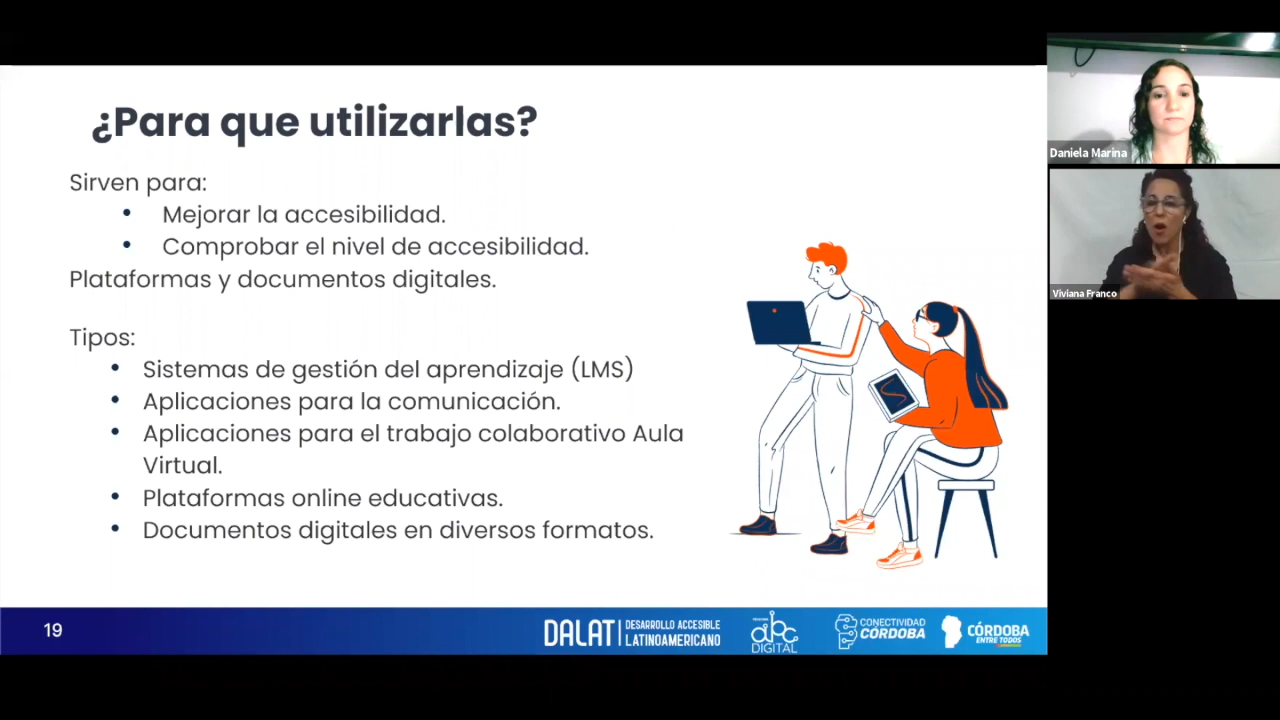 ¿Para que utilizarlas?
Sirven para:
• Mejorar la accesibilidad.
• Comprobar el nivel de accesibilidad.
Plataformas y documentos digitales.
Tipos:
• Sistemas de gestión del aprendizaje (LMS)
• Aplicaciones para la comunicación.
• Aplicaciones para el trabajo colaborativo Aula
Virtual.
• Plataformas online educativas.
• Documentos digitales en diversos formatos.
19
DALAT
DESARROLLO ACCESIBLE
LATINOAMERICANO
abc
DIGITAL
CONECTIVIDAD
CÓRDOBA
CÓRDOBA
ENTRE TODOS
Daniela Marina
Viviana Franco